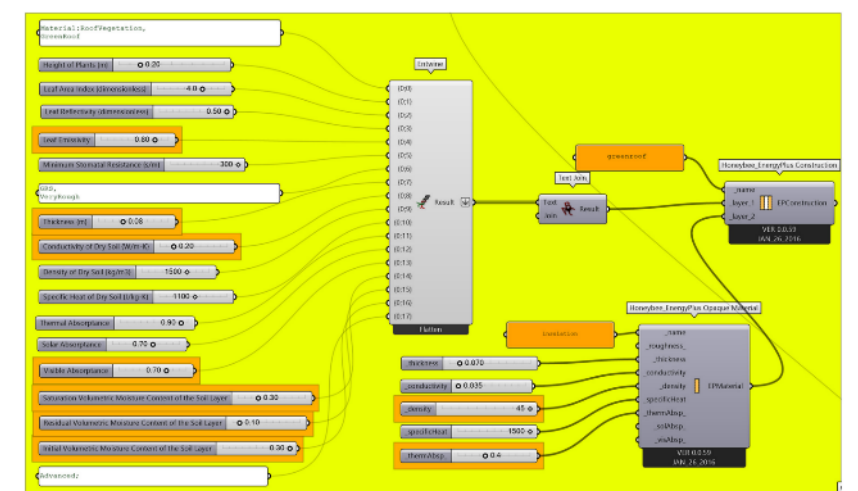 Material:RoofVegetation,
GreenRoof
Height of Plants (m) 0.20
Leaf Area Index (dimensionless) 4.0
Leaf Reflectivity (dimensionless) 0.50
Leaf Emissivity 0.80
Minimum Stomatal Resistance (s/m) 300
GRD,
VeryRough
Thickness (m) 0.08
Conductivity of Dry Soil (W/m-K) 0.20
Density of Dry Soil (kg/m3) 1500
Specific Heat of Dry Soil (J/kg-K) 1100
Thermal Absorptance 0.90
Solar Absorptance 0.70
Visible Absorptance 0.70
Saturation Volumetric Moisture Content of the Soil Layer 0.30
Residual Volumetric Moisture Content of the Soil Layer 0.10
Initial Volumetric Moisture Content of the Soil Layer 0.30
Advanced;
Entwine
{0;0}
{0;1}
{0;2}
{0;3}
{0;4}
{0;5}
{0;6}
{0;7}
{0;8}
{0;9}
{0;10}
{0;11}
{0;12}
{0;13}
{0;14}
{0;15}
{0;16}
{0;17}
Result
Flatten
Text Join
Text
Join
Result
greenroof
Honeybee_EnergyPlus Construction
_name
_layer_1
_layer_2
EPConstruction
VER 0.0.59
JAN_26_2016
Honeybee_EnergyPlus Opaque Material
_thickness 0.070
_conductivity 0.035
_density 45
_specificHeat 1500
_thermAbsp_ 0.4
_name
_roughness_
_thickness
_conductivity
_density
_specificHeat
_thermAbsp_
_solAbsp_
_visAbsp_
EPMaterial
VER 0.0.59
JAN_26_2016